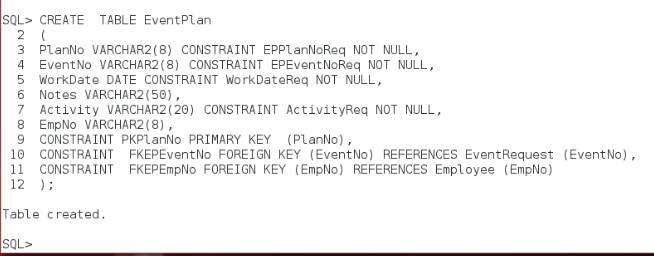 SQL> CREATE  TABLE EventPlan
  2  (
  3  PlanNo VARCHAR2(8) CONSTRAINT EPPlanNoReq NOT NULL,
  4  EventNo VARCHAR2(8) CONSTRAINT EPEventNoReq NOT NULL,
  5  WorkDate DATE CONSTRAINT WorkDateReq NOT NULL,
  6  Notes VARCHAR2(50),
  7  Activity VARCHAR2(20) CONSTRAINT ActivityReq NOT NULL,
  8  EmpNo VARCHAR2(8),
  9  CONSTRAINT PKPlanNo PRIMARY KEY  (PlanNo),
 10  CONSTRAINT  FKEPEventNo FOREIGN KEY (EventNo) REFERENCES EventRequest (EventNo),
 11  CONSTRAINT  FKEPEmpNo FOREIGN KEY (EmpNo) REFERENCES Employee (EmpNo)
 12  );
Table created.
SQL>